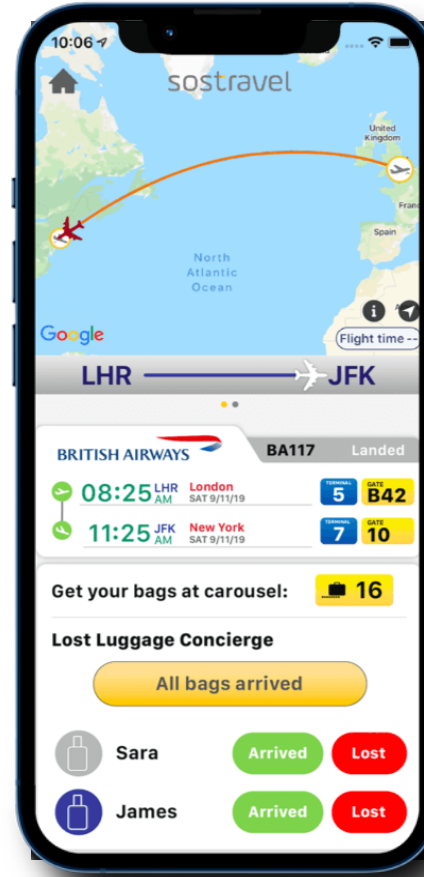 10:06
sostravel
United
Kingdom
Spain
North
Atlantic
Ocean
Google
Flight time --
LHR JFK
BRITISH AIRWAYS BA117 Landed
08:25 AM LHR London SAT 9/11/19 TERMINAL 5 GATE B42
11:25 AM JFK New York SAT 9/11/19 TERMINAL 7 GATE 10
Get your bags at carousel: 16
Lost Luggage Concierge
All bags arrived
Sara Arrived Lost
James Arrived Lost